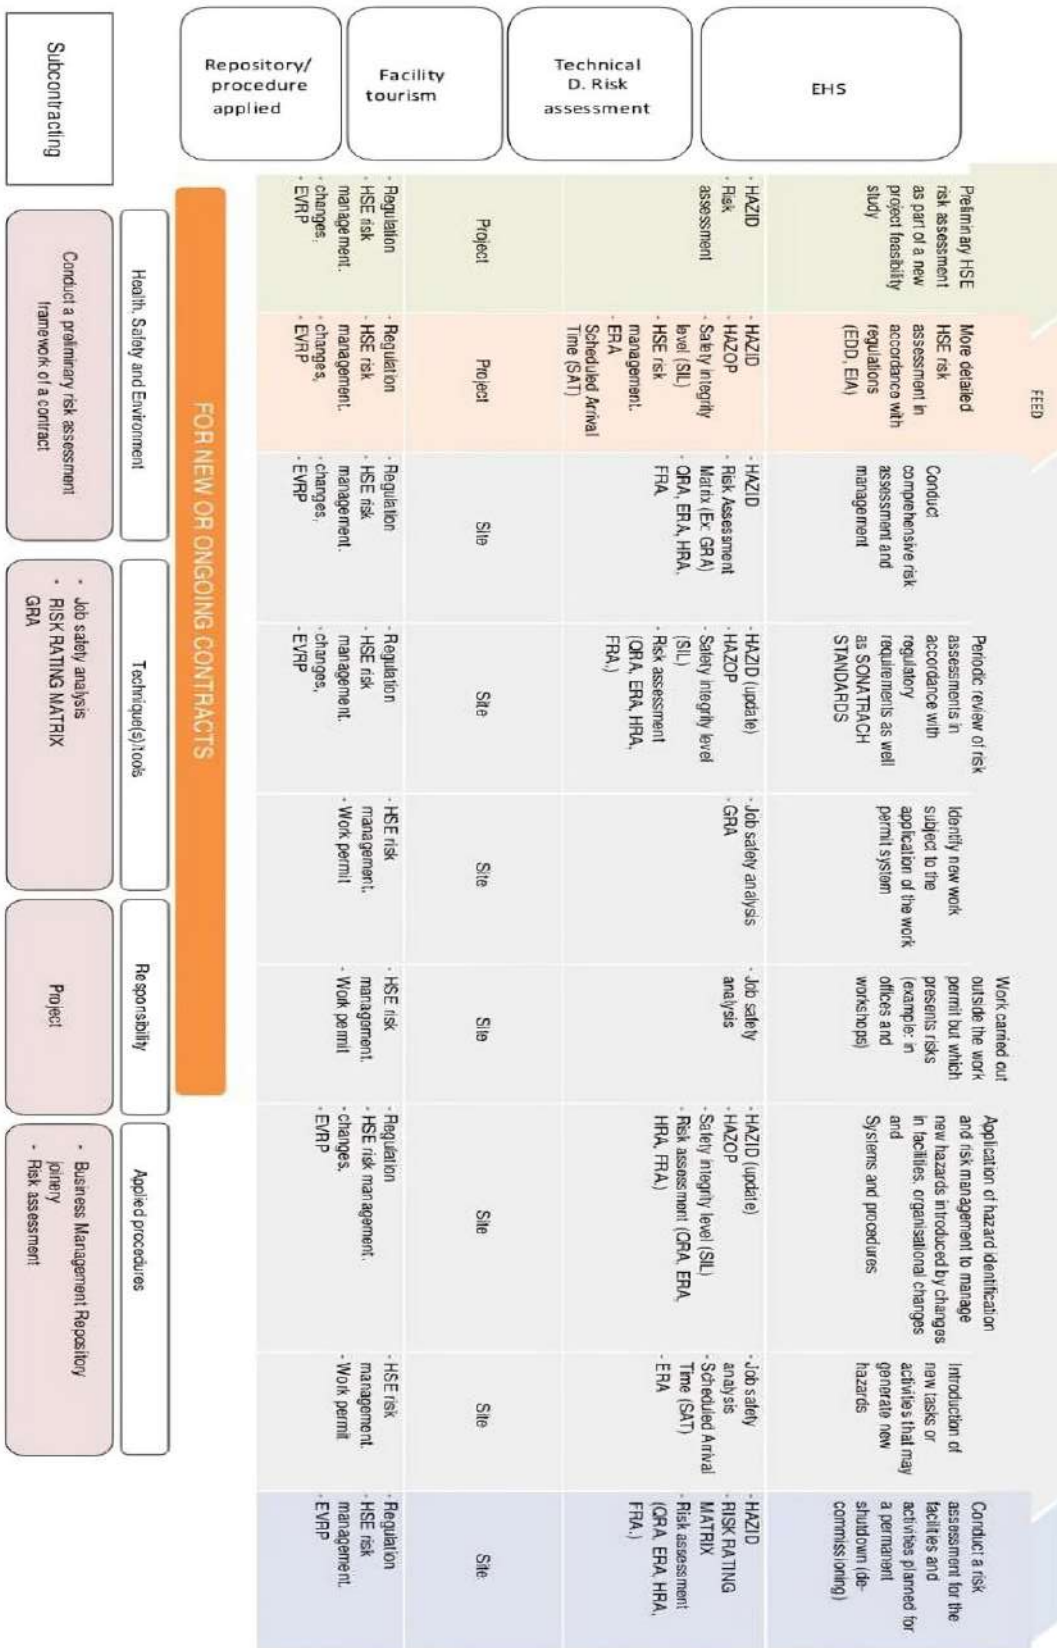 FEED
EHS
Preliminary HSE
risk assessment
as part of a new
project feasibility
study
More detailed
HSE risk
assessment in
accordance with
regulations
(EDD, EIA)
Conduct
comprehensive risk
assessment and
management
Periodic review of risk
assessments in
accordance with
regulatory
requirements as well
as SONATRACH
STANDARDS
Identify new work
subject to the
application of the work
permit system
Work carried out
outside the work
permit but which
presents risks
(example: in
offices and
workshops)
Application of hazard identification
and risk management to manage
new hazards introduced by changes
in facilities, organisational changes
and
Systems and procedures
Introduction of
new tasks or
activities that may
generate new
hazards
Conduct a risk
assessment for the
facilities and
activities planned for
a permanent
shutdown (de-
commissioning)
Technical
D. Risk
assessment
- HAZID
- Risk
assessment
- HAZID
- HAZOP
- Safety integrity
level (SIL)
- HSE risk
management.
- ERA
Scheduled Arrival
Time (SAT)
- HAZID
- Risk Assessment
Matrix (Ex: GRA)
- QRA, ERA, HRA,
FRA.
- HAZID (update)
- HAZOP
- Safety integrity level
(SIL)
- Risk assessment
(QRA, ERA, HRA,
FRA.)
- Job safety analysis
- GRA
- Job safety
analysis
- HAZID (update)
- HAZOP
- Safety integrity level (SIL)
- Risk assessment (QRA, ERA,
HRA, FRA.)
- Job safety
analysis
- Scheduled Arrival
Time (SAT)
- ERA
- HAZID
- RISK RATING
MATRIX
- Risk assessment
(QRA, ERA, HRA,
FRA.)
Facility
tourism
Project
Project
Site
Site
Site
Site
Site
Site
Site
Repository/
procedure
applied
- Regulation
- HSE risk
management.
- changes,
- EVRP
- Regulation
- HSE risk
management.
- changes,
- EVRP
- Regulation
- HSE risk
management.
- changes,
- EVRP
- Regulation
- HSE risk
management.
- changes,
- EVRP
- HSE risk
management.
- Work permit
- HSE risk
management.
- Work permit
- Regulation
- HSE risk management.
- changes,
- EVRP
- HSE risk
management.
- Work permit
- Regulation
- HSE risk
management.
- EVRP
FOR NEW OR ONGOING CONTRACTS
Subcontracting
Health, Safety and Environment
Technique(s)/tools
Responsibility
Applied procedures
Conduct a preliminary risk assessment
framework of a contract
• Job safety analysis
• RISK RATING MATRIX
GRA
Project
• Business Management Repository
joinery
• Risk assessment